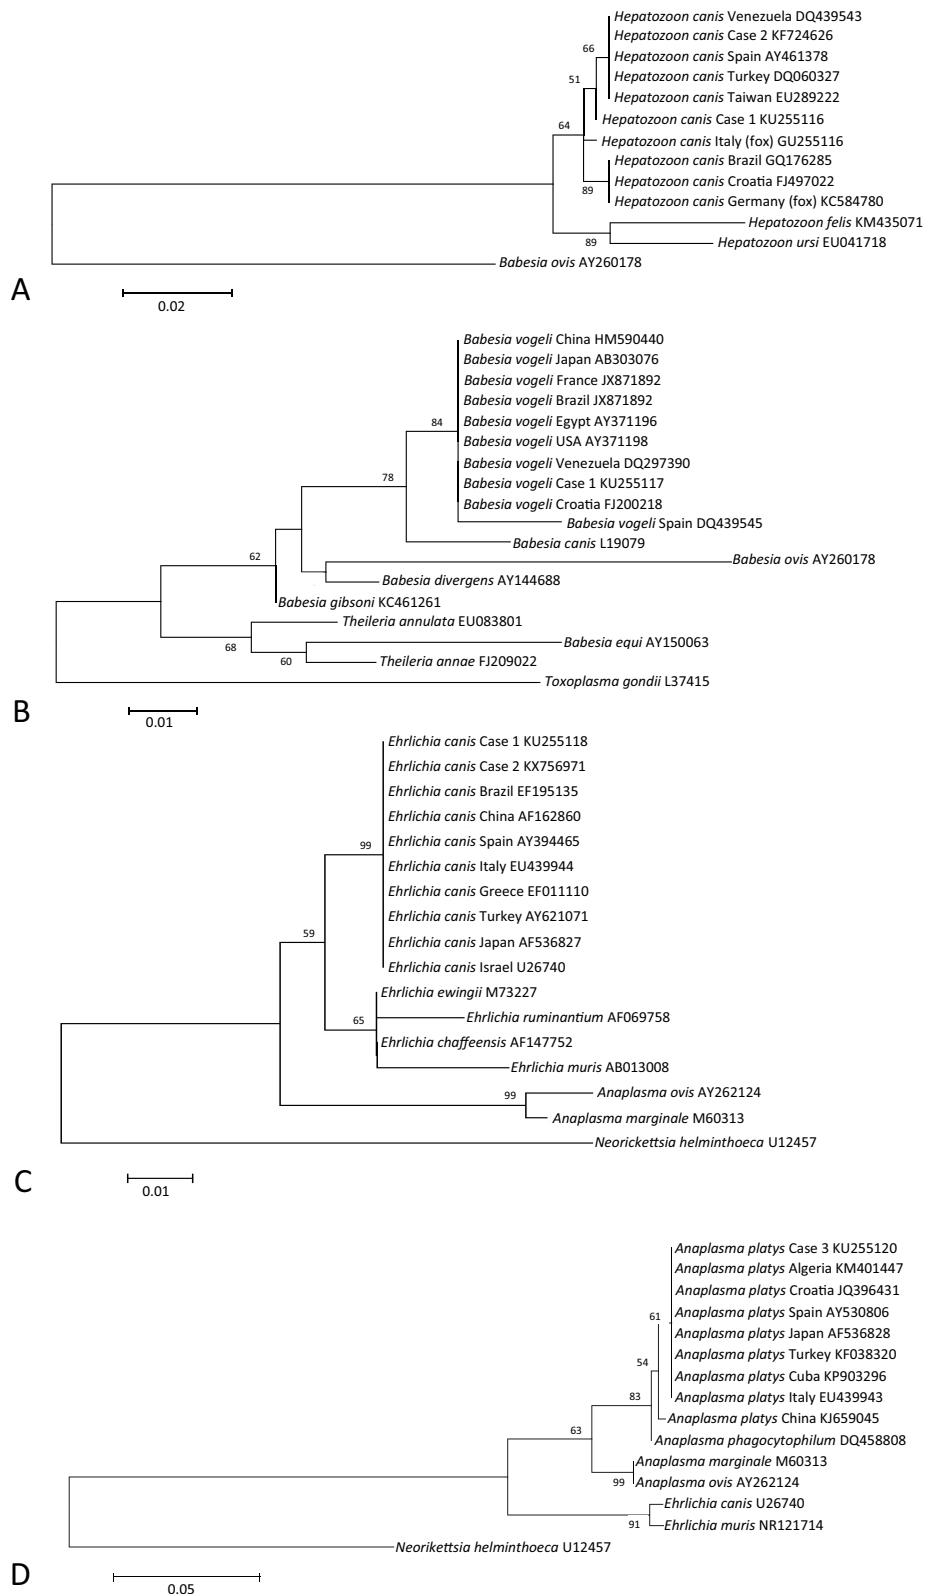 Hepatozoon canis Venezuela DQ439543
Hepatozoon canis Case 2 KF724626
66
Hepatozoon canis Spain AY461378
Hepatozoon canis Turkey DQ060327
51
Hepatozoon canis Taiwan EU289222
Hepatozoon canis Case 1 KU255116
64
Hepatozoon canis Italy (fox) GU255116
Hepatozoon canis Brazil GQ176285
Hepatozoon canis Croatia FJ497022
89
Hepatozoon canis Germany (fox) KC584780
Hepatozoon felis KM435071
89
Hepatozoon ursi EU041718
Babesia ovis AY260178
A
0.02
Babesia vogeli China HM590440
Babesia vogeli Japan AB303076
Babesia vogeli France JX871892
Babesia vogeli Brazil JX871892
84
Babesia vogeli Egypt AY371196
Babesia vogeli USA AY371198
Babesia vogeli Venezuela DQ297390
78
Babesia vogeli Case 1 KU255117
Babesia vogeli Croatia FJ200218
Babesia vogeli Spain DQ439545
Babesia canis L19079
62
Babesia ovis AY260178
Babesia divergens AY144688
Babesia gibsoni KC461261
Theileria annulata EU083801
68
Babesia equi AY150063
60
Theileria annae FJ209022
Toxoplasma gondii L37415
B
0.01
Ehrlichia canis Case 1 KU255118
Ehrlichia canis Case 2 KX756971
Ehrlichia canis Brazil EF195135
Ehrlichia canis China AF162860
99
Ehrlichia canis Spain AY394465
Ehrlichia canis Italy EU439944
Ehrlichia canis Greece EF011110
Ehrlichia canis Turkey AY621071
59
Ehrlichia canis Japan AF536827
Ehrlichia canis Israel U26740
Ehrlichia ewingii M73227
65
Ehrlichia ruminantium AF069758
Ehrlichia chaffeensis AF147752
Ehrlichia muris AB013008
99
Anaplasma ovis AY262124
Anaplasma marginale M60313
Neorickettsia helminthoeca U12457
C
0.01
Anaplasma platys Case 3 KU255120
Anaplasma platys Algeria KM401447
Anaplasma platys Croatia JQ396431
61
Anaplasma platys Spain AY530806
Anaplasma platys Japan AF536828
54
Anaplasma platys Turkey KF038320
Anaplasma platys Cuba KP903296
83
Anaplasma platys Italy EU439943
Anaplasma platys China KJ659045
63
Anaplasma phagocytophilum DQ458808
Anaplasma marginale M60313
99
Anaplasma ovis AY262124
Ehrlichia canis U26740
91
Ehrlichia muris NR121714
Neorikettsia helminthoeca U12457
D
0.05